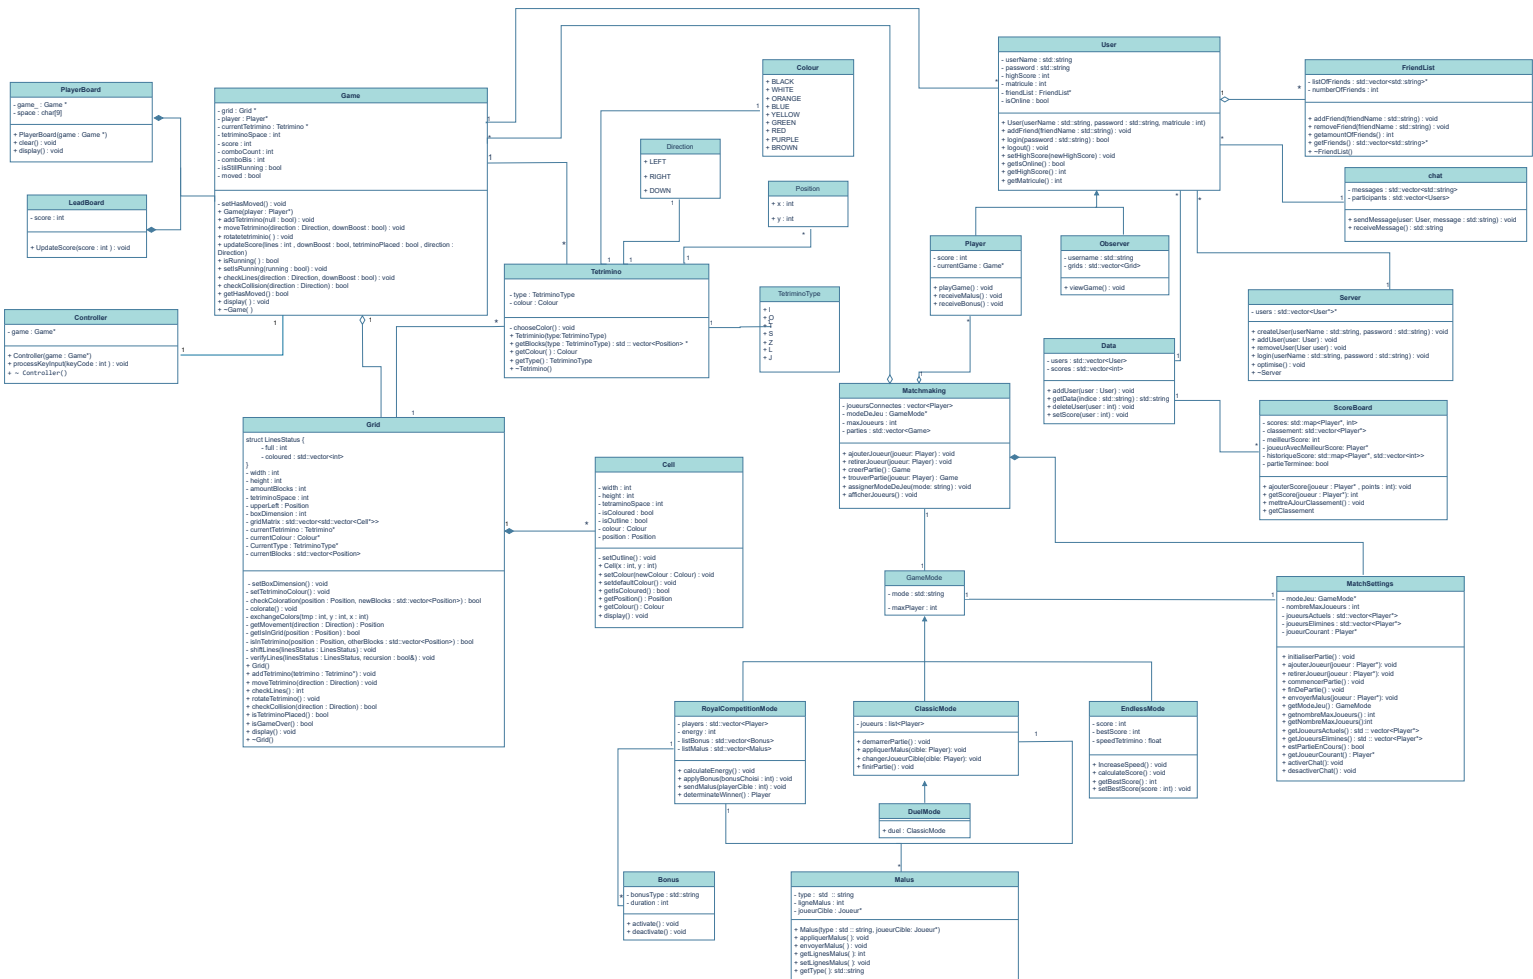 PlayerBoard
- game_ : Game *
- space : char[9]
+ PlayerBoard(game : Game *)
+ clear() : void
+ display() : void
LeadBoard
- score : int
+ UpdateScore(score : int ) : void
Controller
- game : Game*
+ Controller(game : Game*)
+ processKeyInput(keyCode : int ) : void
+ ~ Controller()
Game
- grid : Grid *
- player : Player*
- currentTetrimino : Tetrimino *
- tetriminoSpace : int
- score : int
- comboCount : int
- comboBis : int
- isStillRunning : bool
- moved : bool
- setHasMoved() : void
+ Game(player : Player*)
+ addTetrimino(null : bool) : void
+ moveTetrimino(direction : Direction, downBoost : bool) : void
+ rotatetetriminio( ) : void
+ updateScore(lines : int , downBoost : bool, tetriminoPlaced : bool , direction :
Direction)
+ isRunning( ) : bool
+ setIsRunning(running : bool) : void
+ checkLines(direction : Direction, downBoost : bool) : void
+ checkCollision(direction : Direction) : bool
+ getHasMoved() : bool
+ display( ) : void
+ ~Game( )
1
*
1
1
1
1
*
*
1
Colour
+ BLACK
+ WHITE
+ ORANGE
+ BLUE
+ YELLOW
+ GREEN
+ RED
+ PURPLE
+ BROWN
1
Direction
+ LEFT
+ RIGHT
+ DOWN
1
Position
+ x : int
+ y : int
*
1
1
1
Tetrimino
- type : TetriminoType
- colour : Colour
- chooseColor() : void
+ Tetriminio(type:TetriminoType)
+ getBlocks(type : TetriminoType) : std :: vector<Position> *
+ getColour( ) : Colour
+ getType() : TetriminoType
+ ~Tetrimino()
1
TetriminoType
+ I
+ O
+ T
+ S
+ Z
+ L
+ J
Grid
struct LinesStatus {
- full : int
- coloured : std::vector<int>
}
- width : int
- height : int
- amountBlocks : int
- tetriminoSpace : int
- upperLeft : Position
- boxDimension : int
- gridMatrix : std::vector<std::vector<Cell*>>
- currentTetrimino : Tetrimino*
- currentColour : Colour*
- CurrentType : TetriminoType*
- currentBlocks : std::vector<Position>
- setBoxDimension() : void
- setTetriminoColour() : void
- checkColoration(position : Position, newBlocks : std::vector<Position>) : bool
- colorate() : void
- exchangeColors(tmp : int, y : int, x : int)
- getMovement(direction : Direction) : Position
- getIsInGrid(position : Position) : bool
- isInTetrimino(position : Position, otherBlocks : std::vector<Position>) : bool
- shiftLines(linesStatus : LinesStatus) : void
- verifyLines(linesStatus : LinesStatus, recursion : bool&) : void
+ Grid()
+ addTetrimino(tetrimino : Tetrimino*) : void
+ moveTetrimino(direction : Direction) : void
+ checkLines() : int
+ rotateTetrimino() : void
+ checkCollision(direction : Direction) : bool
+ isTetriminoPlaced() : bool
+ isGameOver() : bool
+ display() : void
+ ~Grid()
1
*
Cell
- width : int
- height : int
- tetraminoSpace : int
- isColoured : bool
- isOutline : bool
- colour : Colour
- position : Position
- setOutline() : void
+ Cell(x : int, y : int)
+ setColour(newColour : Colour) : void
+ setdefaultColour() : void
+ getIsColoured() : bool
+ getPosition() : Position
+ getColour() : Colour
+ display() : void
User
- userName : std::string
- password : std::string
- highScore : int
- matricule : int
- friendList : FriendList*
- isOnline : bool
+ User(userName : std::string, password : std::string, matricule : int)
+ addFriend(friendName : std::string) : void
+ login(password : std::string) : bool
+ logout() : void
+ setHighScore(newHighScore) : void
+ getIsOnline() : bool
+ getHighScore() : int
+ getMatricule() : int
*
1
*
*
1
*
*
FriendList
- listOfFriends : std::vector<std::string>*
- numberOfFriends : int
+ addFriend(friendName : std::string) : void
+ removeFriend(friendName : std::string) : void
+ getamountOfFriends() : int
+ getFriends() : std::vector<std::string>*
+ ~FriendList()
chat
- messages : std::vector<std::string>
- participants : std::vector<Users>
+ sendMessage(user: User, message : std::string) : void
+ receiveMessage() : std::string
Player
- score : int
- currentGame : Game*
+ playGame() : void
+ receiveMalus() : void
+ receiveBonus() : void
*
Observer
- username : std::string
- grids : std::vector<Grid>
+ viewGame() : void
1
Server
- users : std::vector<User*>*
+ createUser(userName : std::string, password : std::string) : void
+ addUser(user: User) : void
+ removeUser(User user) : void
+ login(userName : std::string, password : std::string) : void
+ optimise() : void
+ ~Server
Data
- users : std::vector<User>
- scores : std::vector<int>
+ addUser(user : User) : void
+ getData(indice : std::string) : std::string
+ deleteUser(user : int) : void
+ setScore(user : int) : void
1
1
*
ScoreBoard
- scores: std::map<Player*, int>
- classement: std::vector<Player*>
- meilleurScore: int
- joueurAvecMeilleurScore: Player*
- historiqueScore: std::map<Player*, std::vector<int>>
- partieTerminee: bool
+ ajouterScore(joueur : Player* , points : int): void
+ getScore(joueur : Player*): int
+ mettreAJourClassement() : void
+ getClassement
1
Matchmaking
- joueursConnectes : vector<Player>
- modeDeJeu : GameMode*
- maxJoueurs : int
- parties : std::vector<Game>
+ ajouterJoueur(joueur: Player) : void
+ retirerJoueur(joueur: Player) : void
+ creerPartie() : Game
+ trouverPartie(joueur: Player) : Game
+ assignerModeDeJeu(mode: string) : void
+ afficherJoueurs() : void
1
1
GameMode
- mode : std::string
- maxPlayer : int
1
1
MatchSettings
- modeJeu: GameMode*
- nombreMaxJoueurs : int
- joueursActuels : std::vector<Player*>
- joueursElimines : std::vector<Player*>
- joueurCourant : Player*
+ initialiserPartie() : void
+ ajouterJoueur(joueur : Player*): void
+ retirerJoueur(joueur : Player*): void
+ commencerPartie() : void
+ finDePartie() : void
+ envoyerMalus(joueur : Player*): void
+ getModeJeu() : GameMode
+ getnombreMaxJoueurs() : int
+ getNombreMaxJoueurs():int
+ getJoueursActuels() : std :: vector<Player*>
+ getJoueursElimines() : std :: vector<Player*>
+ estPartieEnCours() : bool
+ getJoueurCourant() : Player*
+ activerChat() : void
+ desactiverChat() : void
RoyalCompetitionMode
- players : std::vector<Player>
- energy : int
- listBonus : std::vector<Bonus>
- listMalus : std::vector<Malus>
+ calculateEnergy() : void
+ applyBonus(bonusChoisi : int) : void
+ sendMalus(playerCible : int) : void
+ determinateWinner() : Player
1
1
ClassicMode
- joueurs : list<Player>
+ demarrerPartie() : void
+ appliquerMalus(cible: Player): void
+ changerJoueurCible(cible: Player): void
+ finirPartie() : void
1
EndlessMode
- score : int
- bestScore : int
- speedTetrimino : float
+ IncreaseSpeed() : void
+ calculateScore() : void
+ getBestScore() : int
+ setBestScore(score : int) : void
DuelMode
+ duel : ClassicMode
*
*
Bonus
- bonusType : std::string
- duration : int
+ activate() : void
+ deactivate() : void
Malus
- type : std :: string
- ligneMalus : int
- joueurCible : Joueur*
+ Malus(type : std :: string, joueurCible: Joueur*)
+ appliquerMalus( ): void
+ envoyerMalus( ) : void
+ getLignesMalus( ): int
+ setLignesMalus( ): void
+ getType( ): std::string